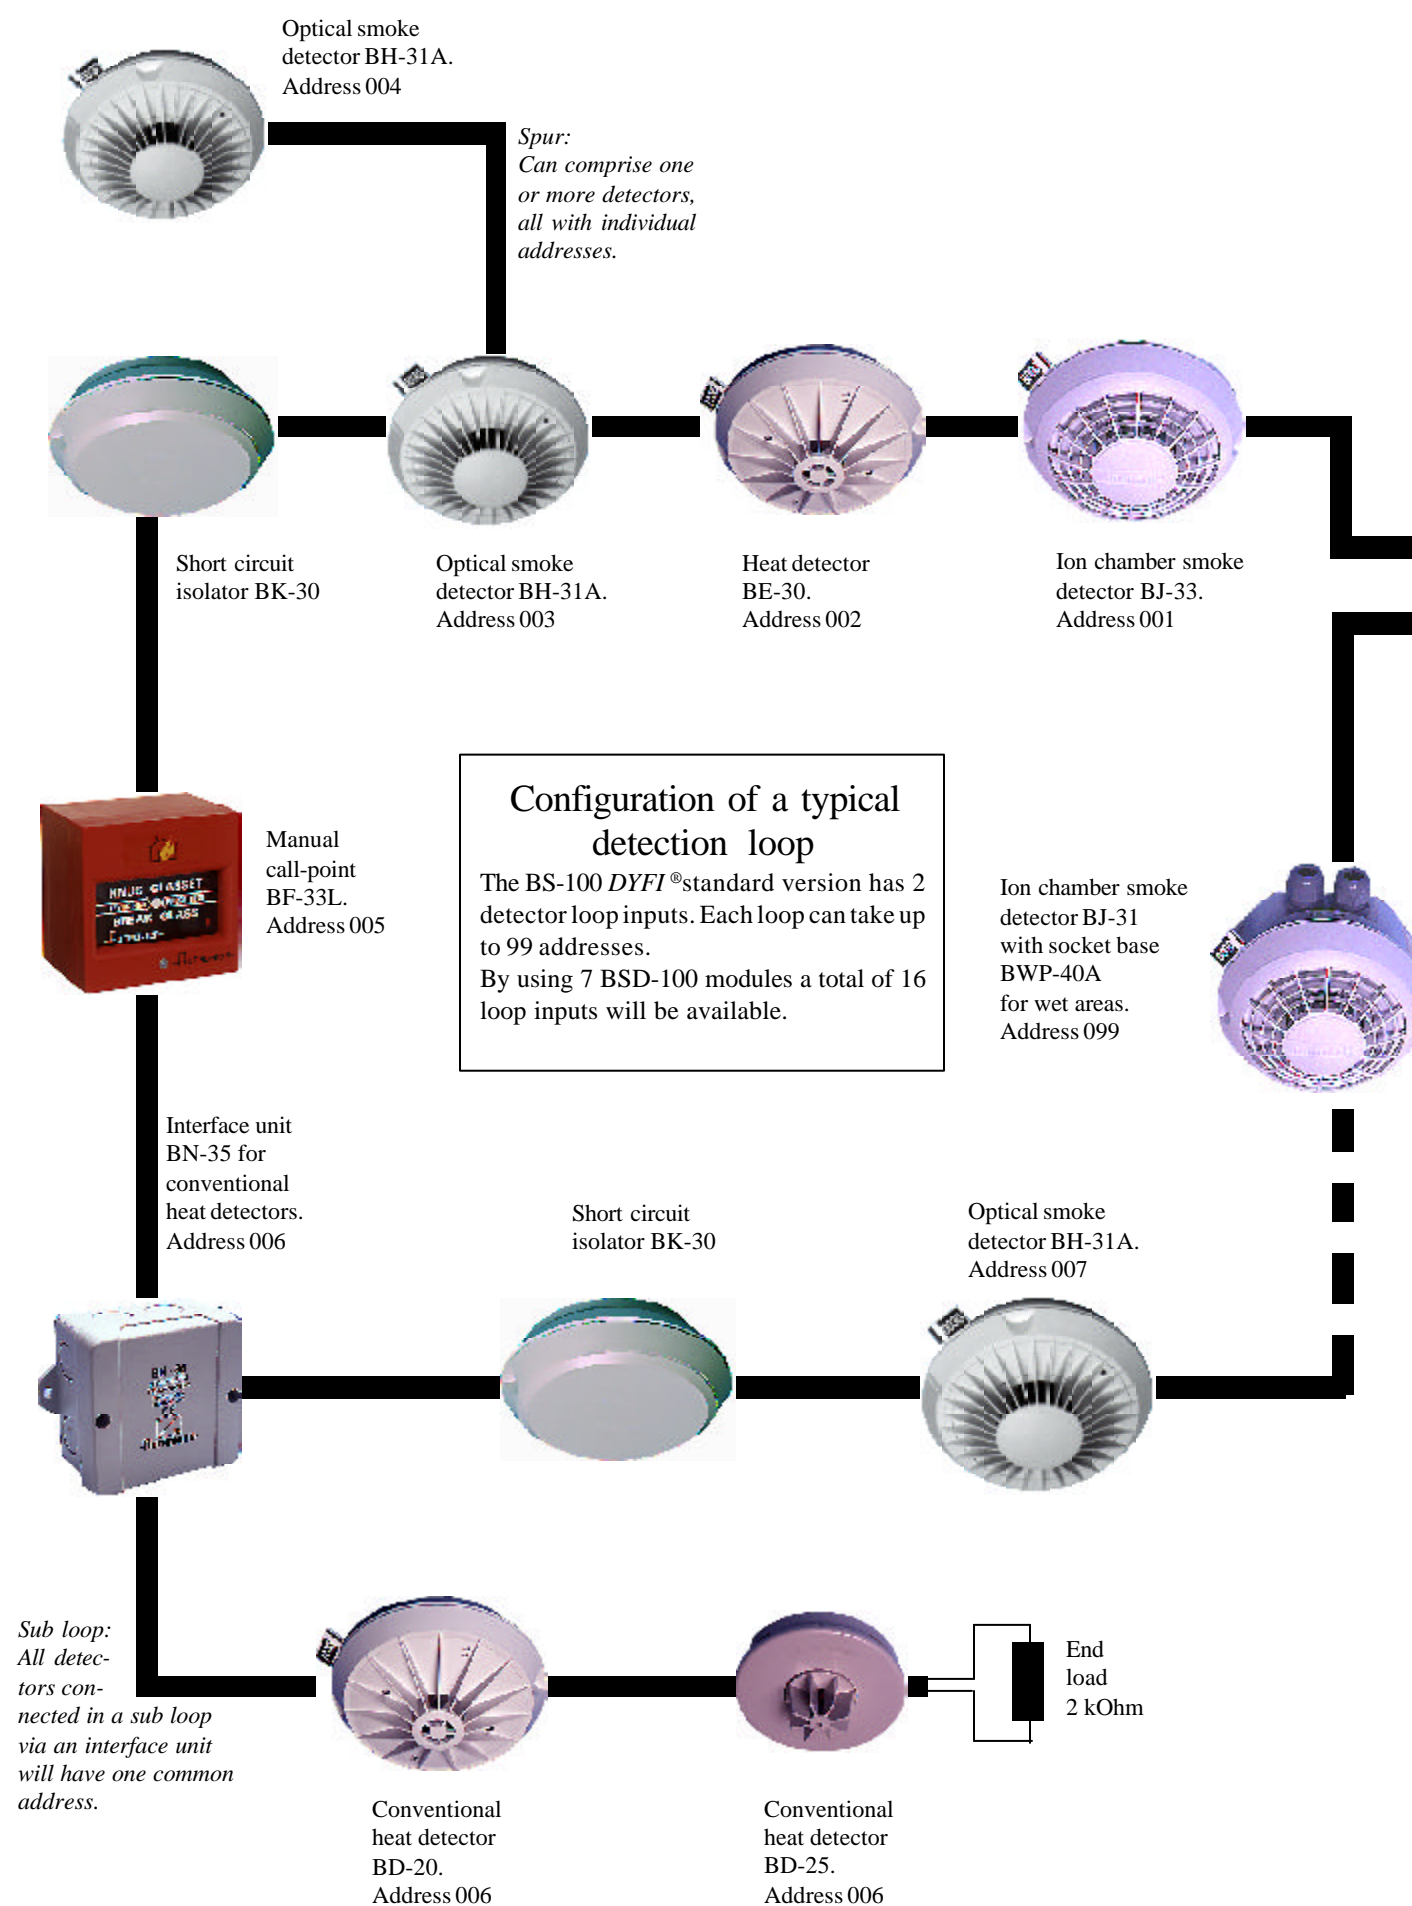 Optical smoke
detector BH-31A.
Address 004
Spur:
Can comprise one
or more detectors,
all with individual
addresses.
Short circuit
isolator BK-30
Optical smoke
detector BH-31A.
Address 003
Heat detector
BE-30.
Address 002
Ion chamber smoke
detector BJ-33.
Address 001
Manual
call-point
BF-33L.
Address 005
KNUS GLASSET
BREAK GLASS
Configuration of a typical
detection loop
The BS-100 DYFI ® standard version has 2
detector loop inputs. Each loop can take up
to 99 addresses.
By using 7 BSD-100 modules a total of 16
loop inputs will be available.
Ion chamber smoke
detector BJ-31
with socket base
BWP-40A
for wet areas.
Address 099
Interface unit
BN-35 for
conventional
heat detectors.
Address 006
Short circuit
isolator BK-30
Optical smoke
detector BH-31A.
Address 007
Sub loop:
All detec-
tors con-
nected in a sub loop
via an interface unit
will have one common
address.
End
load
2 kOhm
Conventional
heat detector
BD-20.
Address 006
Conventional
heat detector
BD-25.
Address 006